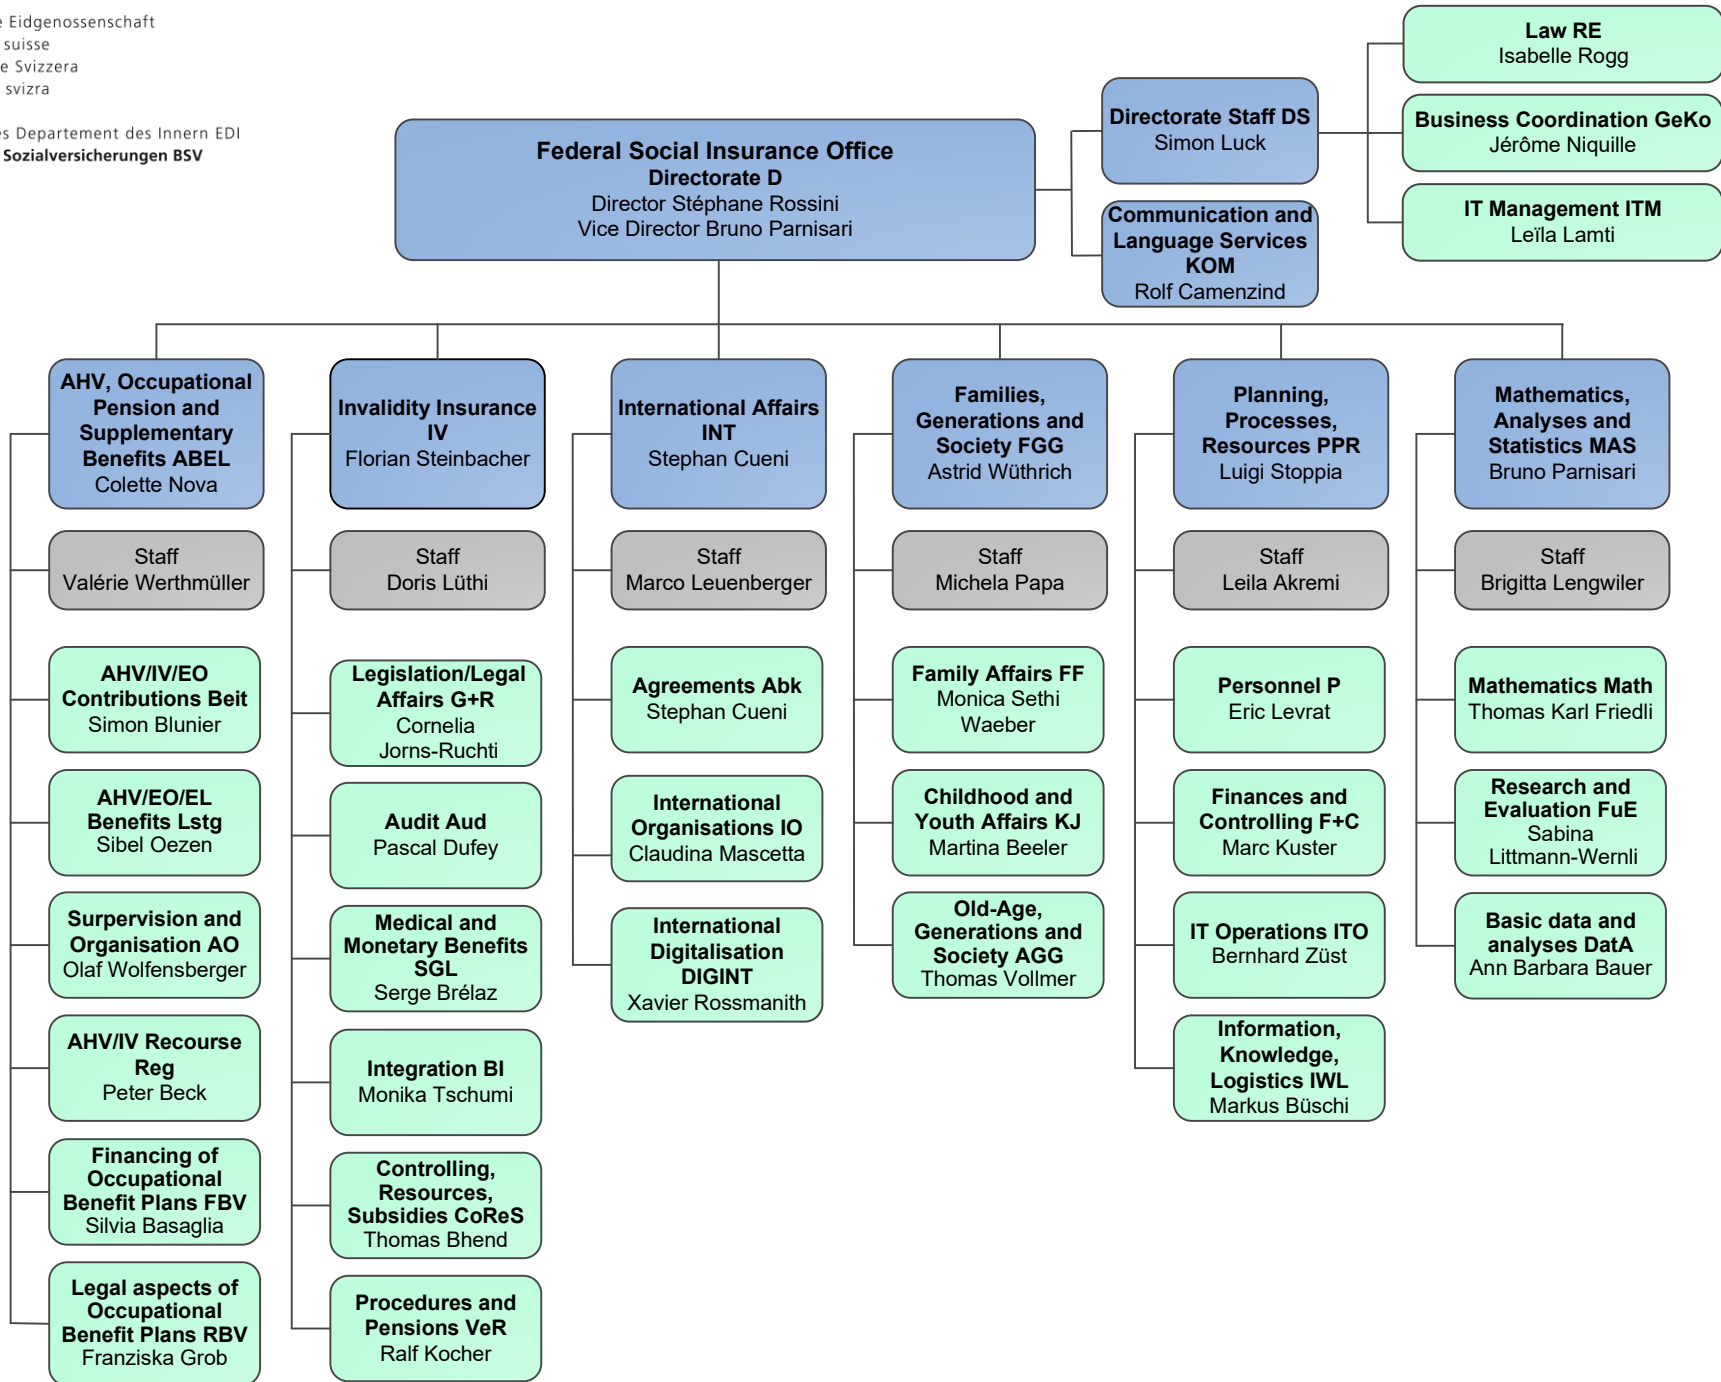 e Eidgenossenschaft
suisse
e Svizzera
svizra
es Departement des Innern EDI
Sozialversicherungen BSV
Federal Social Insurance Office
Directorate D
Director Stéphane Rossini
Vice Director Bruno Parnisari
Directorate Staff DS
Simon Luck
Communication and
Language Services
KOM
Rolf Camenzind
Law RE
Isabelle Rogg
Business Coordination GeKo
Jérôme Niquille
IT Management ITM
Leïla Lamti
AHV, Occupational
Pension and
Supplementary
Benefits ABEL
Colette Nova
Staff
Valérie Werthmüller
AHV/IV/EO
Contributions Beit
Simon Blunier
AHV/EO/EL
Benefits Lstg
Sibel Oezen
Surpervision and
Organisation AO
Olaf Wolfensberger
AHV/IV Recourse
Reg
Peter Beck
Financing of
Occupational
Benefit Plans FBV
Silvia Basaglia
Legal aspects of
Occupational
Benefit Plans RBV
Franziska Grob
Invalidity Insurance
IV
Florian Steinbacher
Staff
Doris Lüthi
Legislation/Legal
Affairs G+R
Cornelia
Jorns-Ruchti
Audit Aud
Pascal Dufey
Medical and
Monetary Benefits
SGL
Serge Brélaz
Integration BI
Monika Tschumi
Controlling,
Resources,
Subsidies CoReS
Thomas Bhend
Procedures and
Pensions VeR
Ralf Kocher
International Affairs
INT
Stephan Cueni
Staff
Marco Leuenberger
Agreements Abk
Stephan Cueni
International
Organisations IO
Claudina Mascetta
International
Digitalisation
DIGINT
Xavier Rossmanith
Families,
Generations and
Society FGG
Astrid Wüthrich
Staff
Michela Papa
Family Affairs FF
Monica Sethi
Waeber
Childhood and
Youth Affairs KJ
Martina Beeler
Old-Age,
Generations and
Society AGG
Thomas Vollmer
Planning,
Processes,
Resources PPR
Luigi Stoppia
Staff
Leila Akremi
Personnel P
Eric Levrat
Finances and
Controlling F+C
Marc Kuster
IT Operations ITO
Bernhard Züst
Information,
Knowledge,
Logistics IWL
Markus Büschi
Mathematics,
Analyses and
Statistics MAS
Bruno Parnisari
Staff
Brigitta Lengwiler
Mathematics Math
Thomas Karl Friedli
Research and
Evaluation FuE
Sabina
Littmann-Wernli
Basic data and
analyses DatA
Ann Barbara Bauer